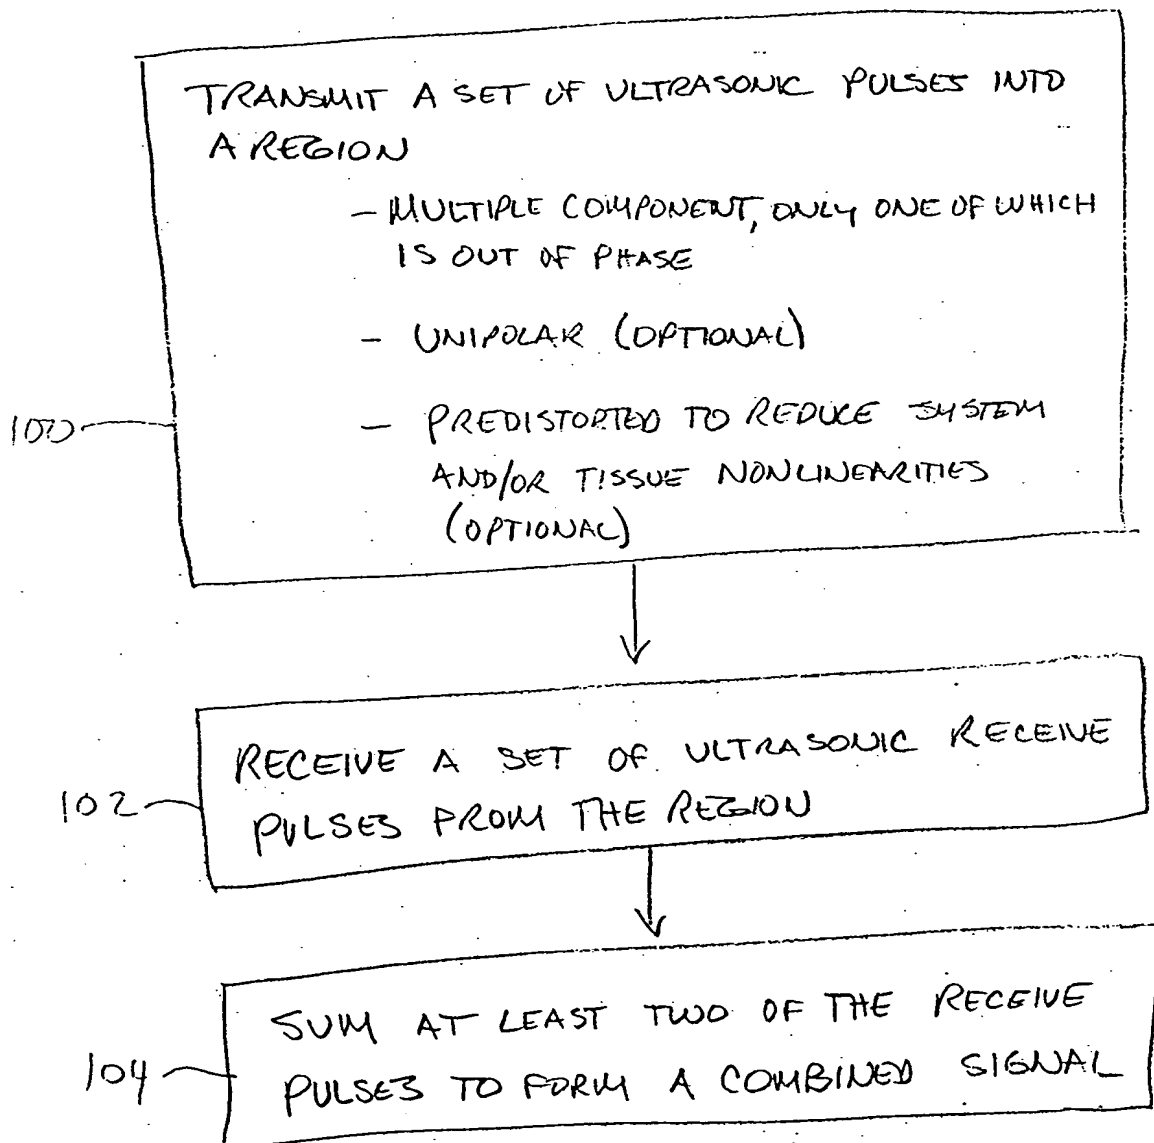 TRANSMIT A SET OF ULTRASONIC PULSES INTO
A REGION
- MULTIPLE COMPONENT, ONLY ONE OF WHICH
IS OUT OF PHASE
- UNIPOLAR (OPTIONAL)
100
- PREDISTORTED TO REDUCE SYSTEM
AND/OR TISSUE NONLINEARITIES
(OPTIONAL)
RECEIVE A SET OF ULTRASONIC RECEIVE
102
PULSES FROM THE REGION
SUM AT LEAST TWO OF THE RECEIVE
104
PULSES TO FORM A COMBINED SIGNAL